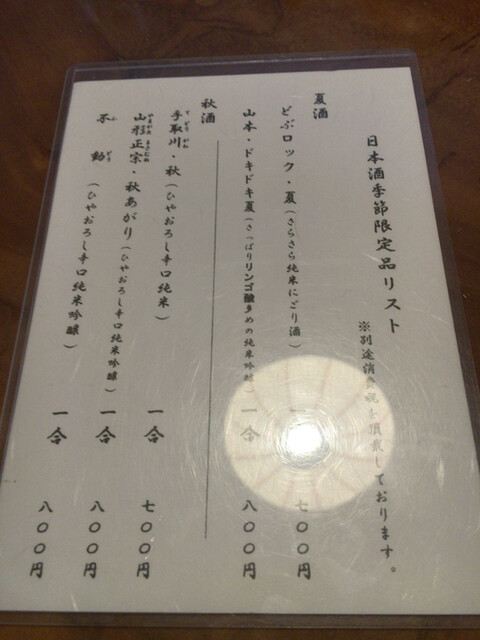 日本酒季節限定品リスト
※別途消費税を頂戴しております。
夏酒
どぶロック・夏(さらさら純米にごり酒) 一合 七〇〇円
山本・ドキドキ夏(さっぱりリンゴ酸多めの純米吟醸) 一合 八〇〇円
秋酒
手取川・秋(ひやおろし辛口純米) 一合 七〇〇円
山形正宗・秋あがり(ひやおろし辛口純米吟醸) 一合 八〇〇円
不動(ひやおろし辛口純米吟醸) 一合 八〇〇円